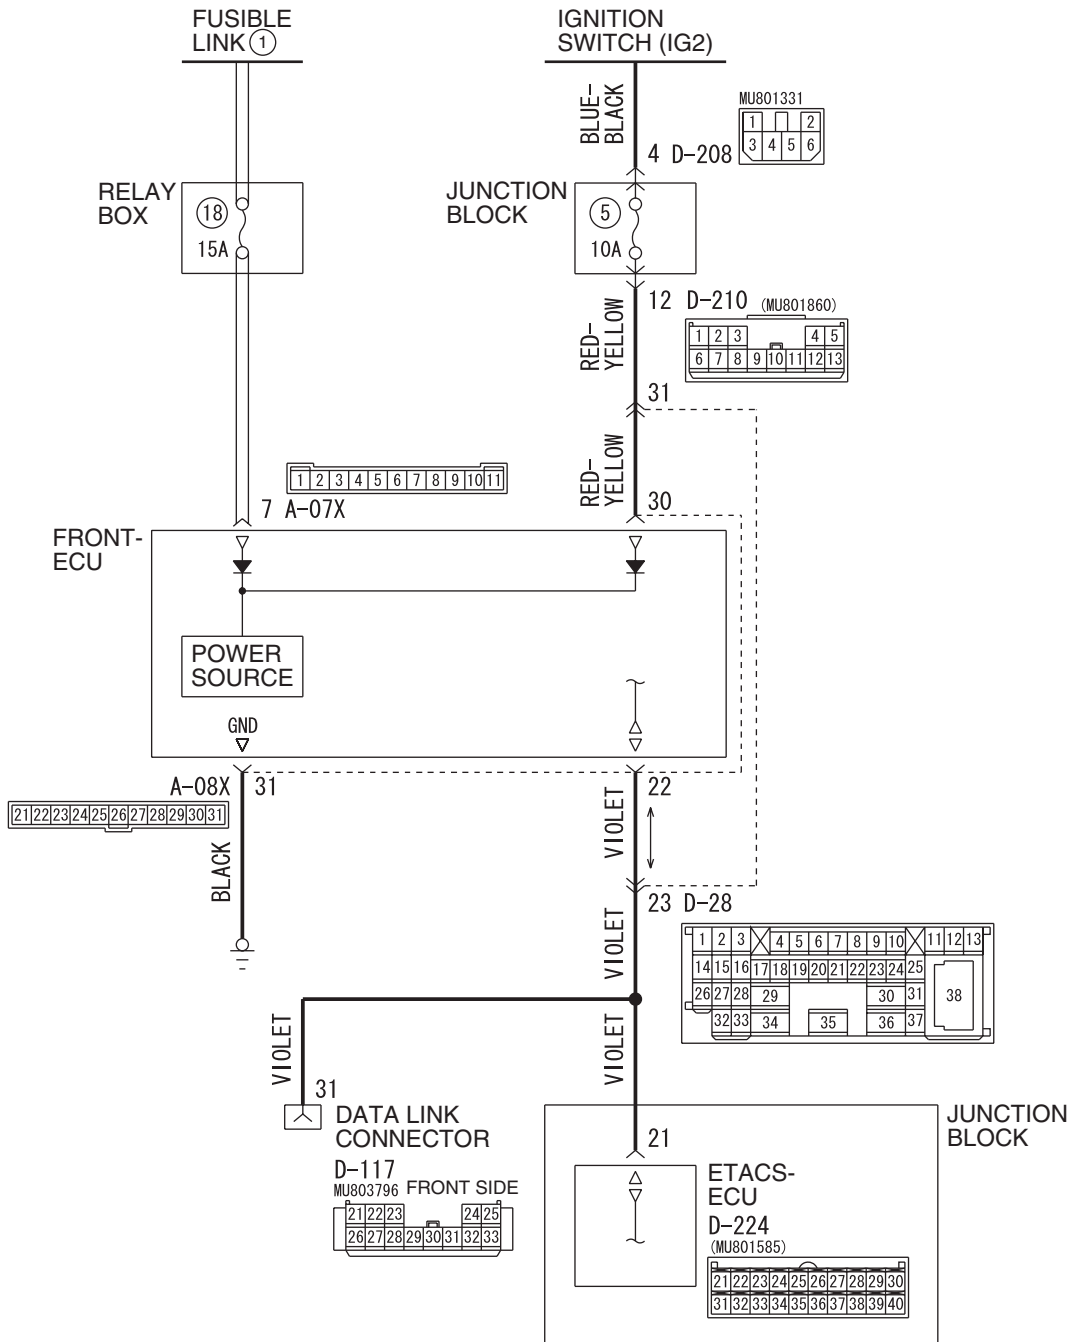 FUSIBLE
LINK ①
IGNITION
SWITCH (IG2)
BLUE-
BLACK
MU801331
1 2
3 4 5 6
4 D-208
RELAY
BOX
18
15A
JUNCTION
BLOCK
5
10A
12 D-210 (MU801860)
1 2 3 4 5
6 7 8 9 10 11 12 13
RED-
YELLOW
31
RED-
YELLOW
1 2 3 4 5 6 7 8 9 10 11
7 A-07X
30
FRONT-
ECU
POWER
SOURCE
GND
A-08X 31
22
21 22 23 24 25 26 27 28 29 30 31
BLACK
VIOLET
23 D-28
VIOLET
1 2 3 4 5 6 7 8 9 10 11 12 13
14 15 16 17 18 19 20 21 22 23 24 25
26 27 28 29 30 31 38
32 33 34 35 36 37
VIOLET
VIOLET
31
DATA LINK
CONNECTOR
D-117
MU803796 FRONT SIDE
21 22 23 24 25
26 27 28 29 30 31 32 33
JUNCTION
BLOCK
21
ETACS-
ECU
D-224
(MU801585)
21 22 23 24 25 26 27 28 29 30
31 32 33 34 35 36 37 38 39 40